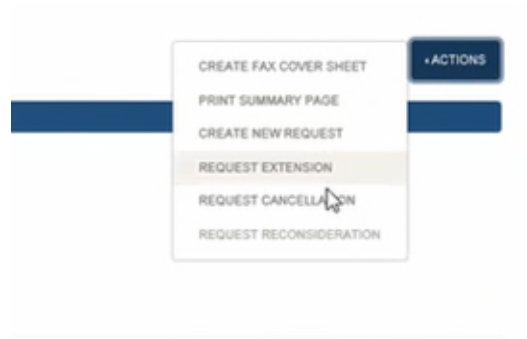 ‹ACTIONS
CREATE FAX COVER SHEET
PRINT SUMMARY PAGE
CREATE NEW REQUEST
REQUEST EXTENSION
REQUEST CANCELLATION
REQUEST RECONSIDERATION